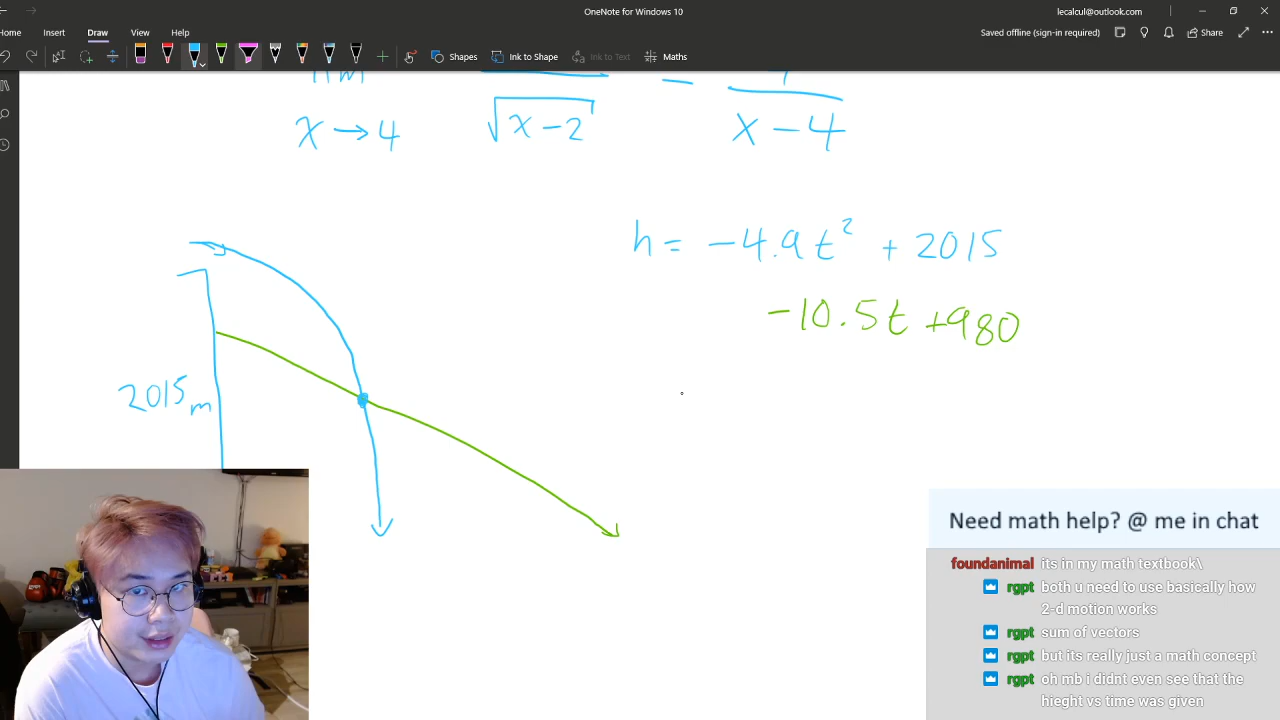 OneNote for Windows 10
lecalcul@outlook.com
Home Insert Draw View Help
Saved offline (sign-in required) Share
Shapes Ink to Shape Ink to Text Maths
lim
x→4 √x-2 - x-4
h = -4.9t² + 2015
-10.5t +980
2015m
Need math help? @ me in chat
foundanimal its in my math textbook\
rgpt both u need to use basically how
2-d motion works
rgpt sum of vectors
rgpt but its really just a math concept
rgpt oh mb i didnt even see that the
hieght vs time was given